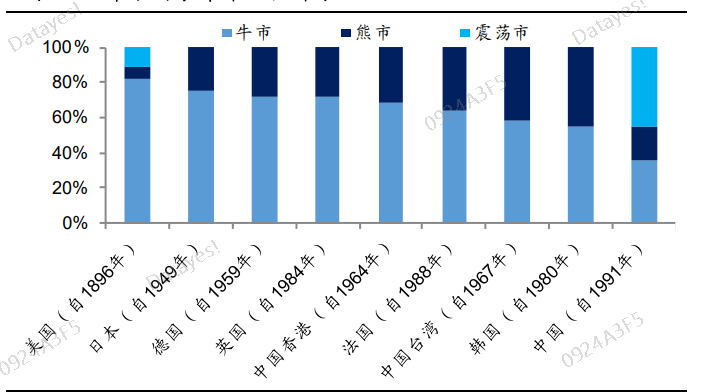 牛市 熊市 震荡市
100%
80%
60%
40%
20%
0%
美国（自1896年）
日本（自1949年）
德国（自1959年）
英国（自1984年）
中国香港（自1964年）
法国（自1988年）
中国台湾（自1967年）
韩国（自1980年）
中国（自1991年）
Datayes!
Datayes!
0924A3F5
Datayes!
0924A3F5
0924A3F5